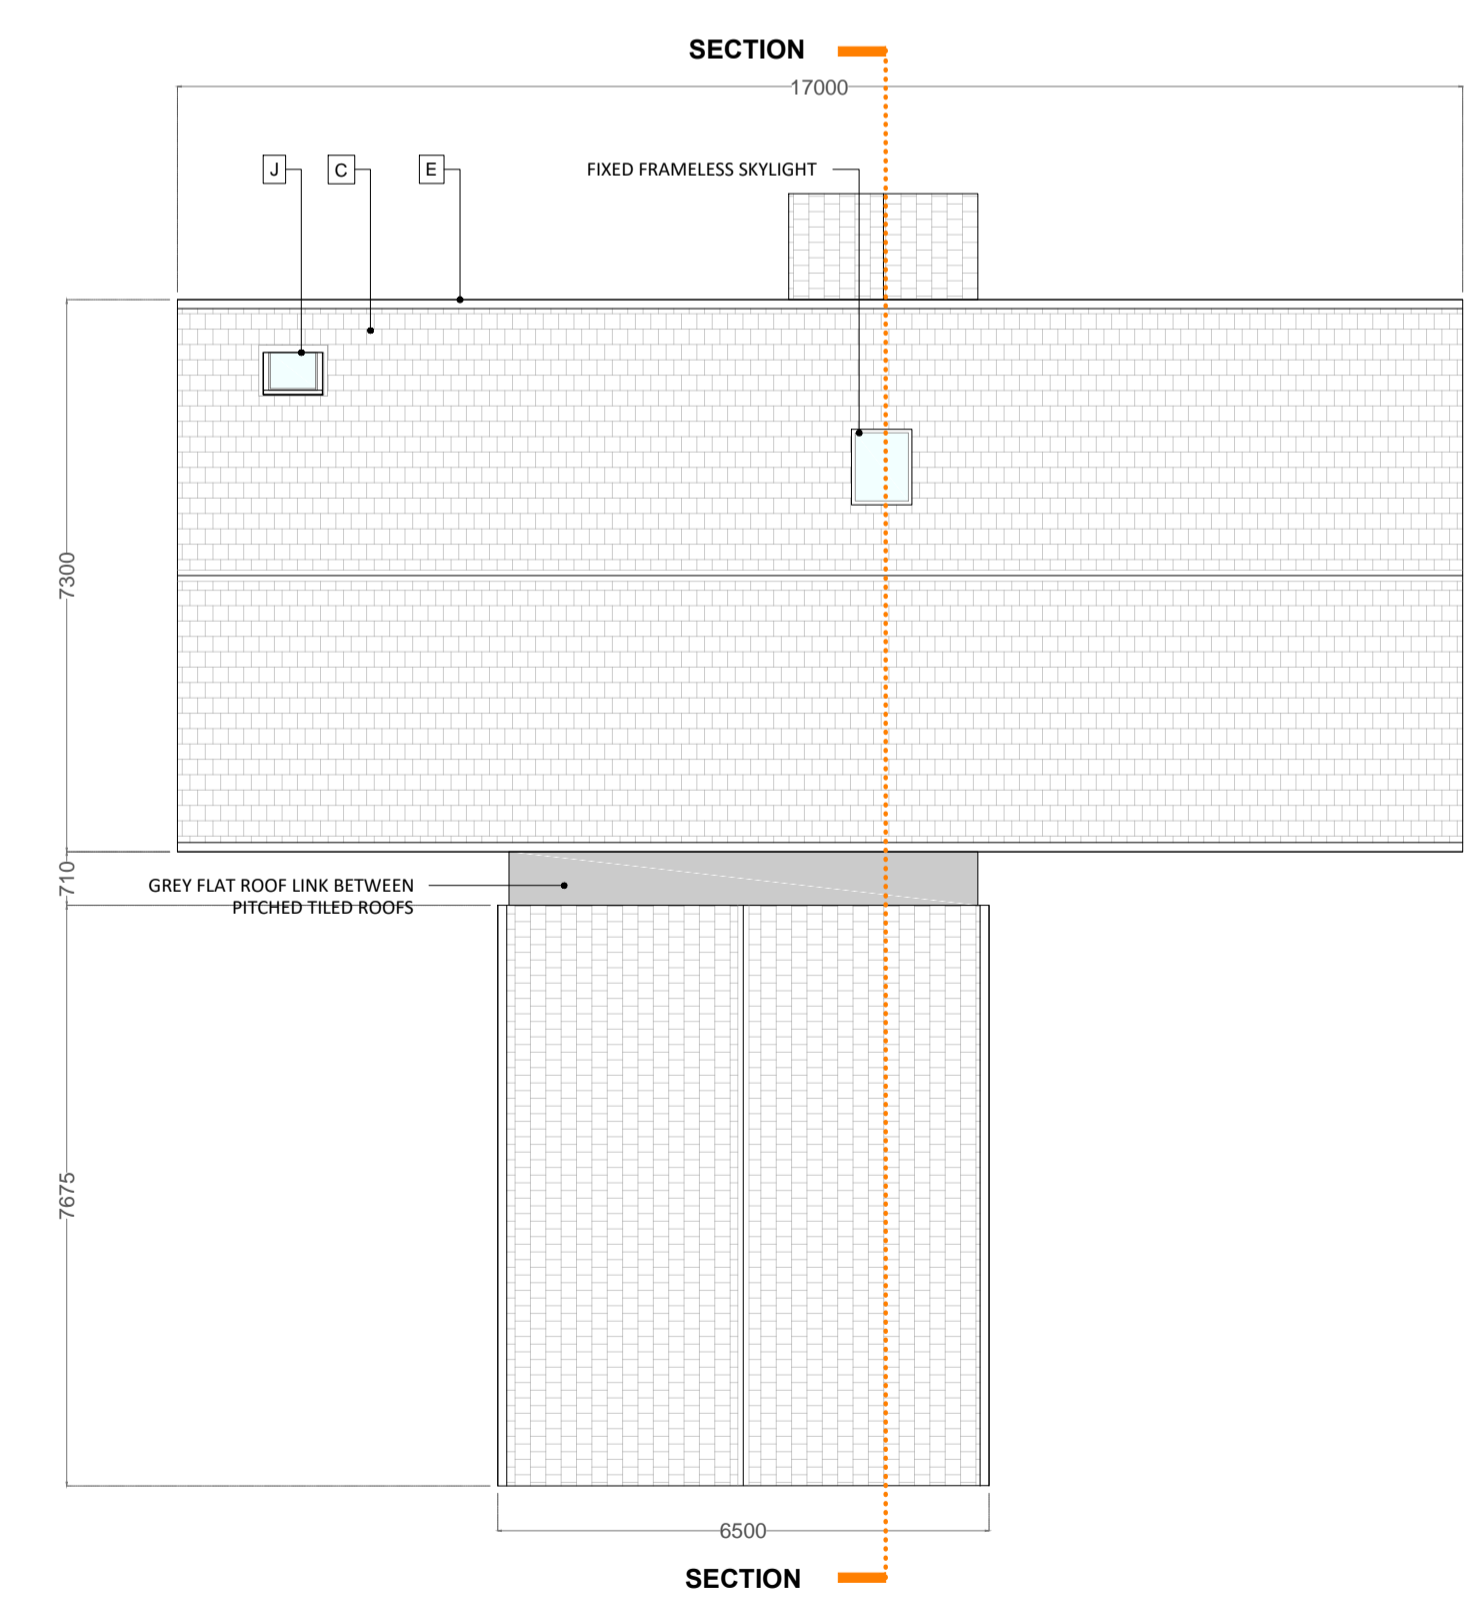 SECTION
17000
J
C
E
FIXED FRAMELESS SKYLIGHT
7300
710
GREY FLAT ROOF LINK BETWEEN
PITCHED TILED ROOFS
7675
6500
SECTION